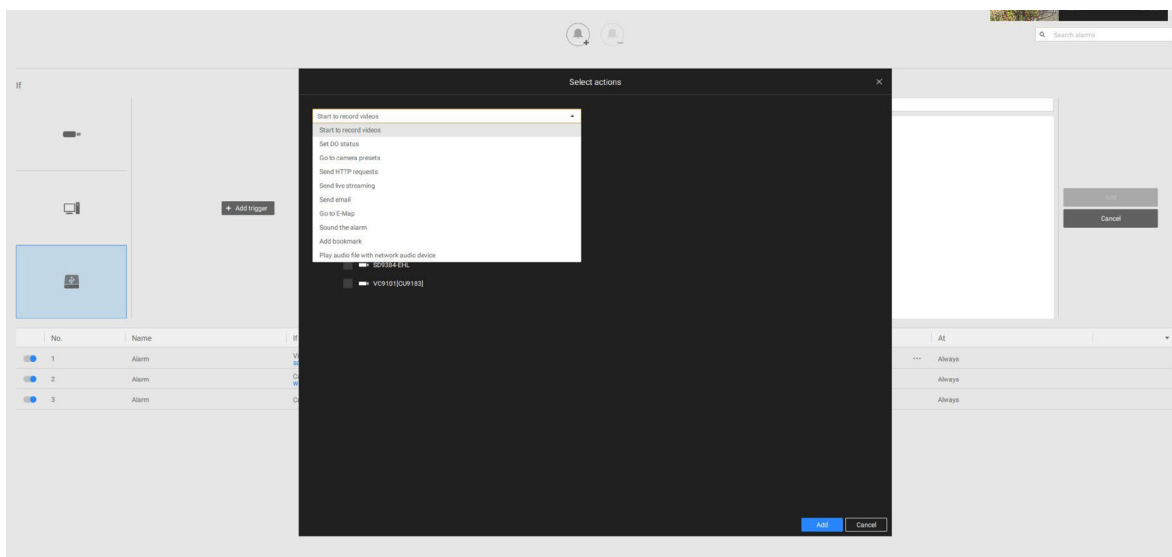 Search alarms
Select actions
If
Start to record videos
Start to record videos
Set DO status
Go to camera presets
Send HTTP requests
Send live streaming
Send email
Go to E-Map
Sound the alarm
Add bookmark
Play audio file with network audio device
SD9384-EHL
VC9101[CU9183]
+ Add trigger
Add
Cancel
No. Name If At
1 Alarm Always
2 Alarm Always
3 Alarm Always
Add Cancel